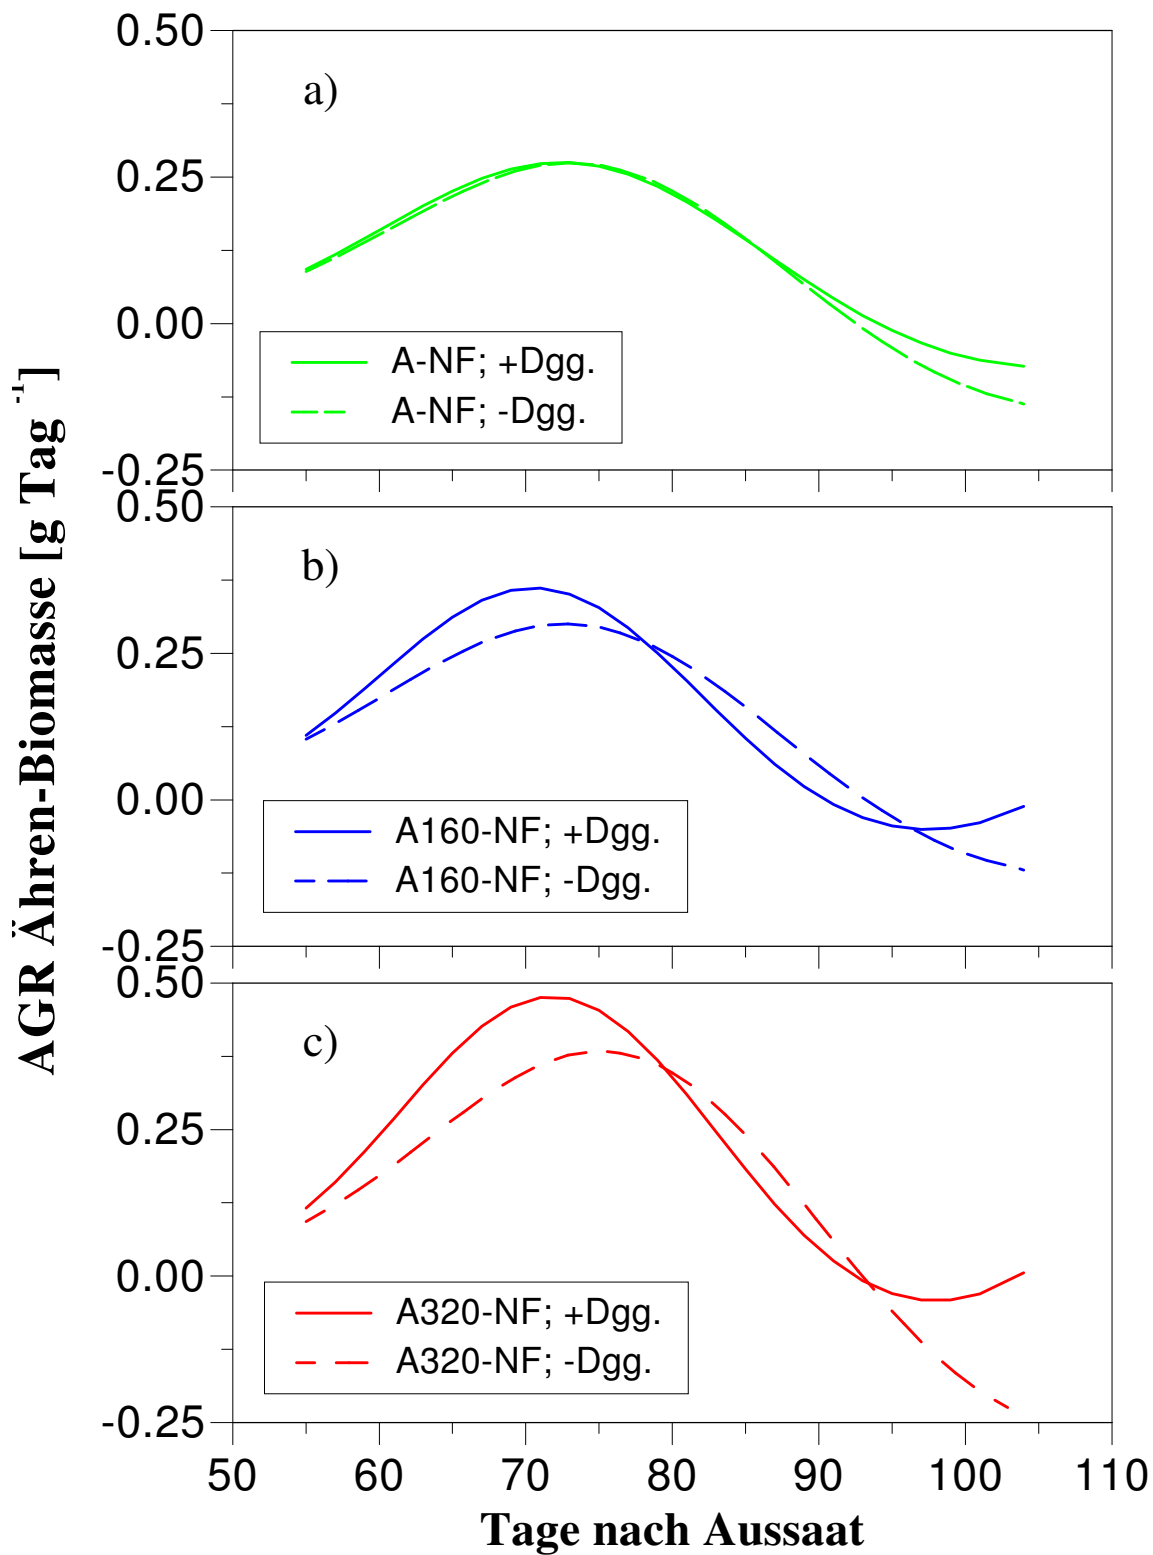 AGR Ähren-Biomasse [g Tag ⁻¹]
0.50
a)
0.25
0.00
A-NF; +Dgg.
A-NF; -Dgg.
-0.25
0.50
b)
0.25
0.00
A160-NF; +Dgg.
A160-NF; -Dgg.
-0.25
0.50
c)
0.25
0.00
A320-NF; +Dgg.
A320-NF; -Dgg.
-0.25
50 60 70 80 90 100 110
Tage nach Aussaat